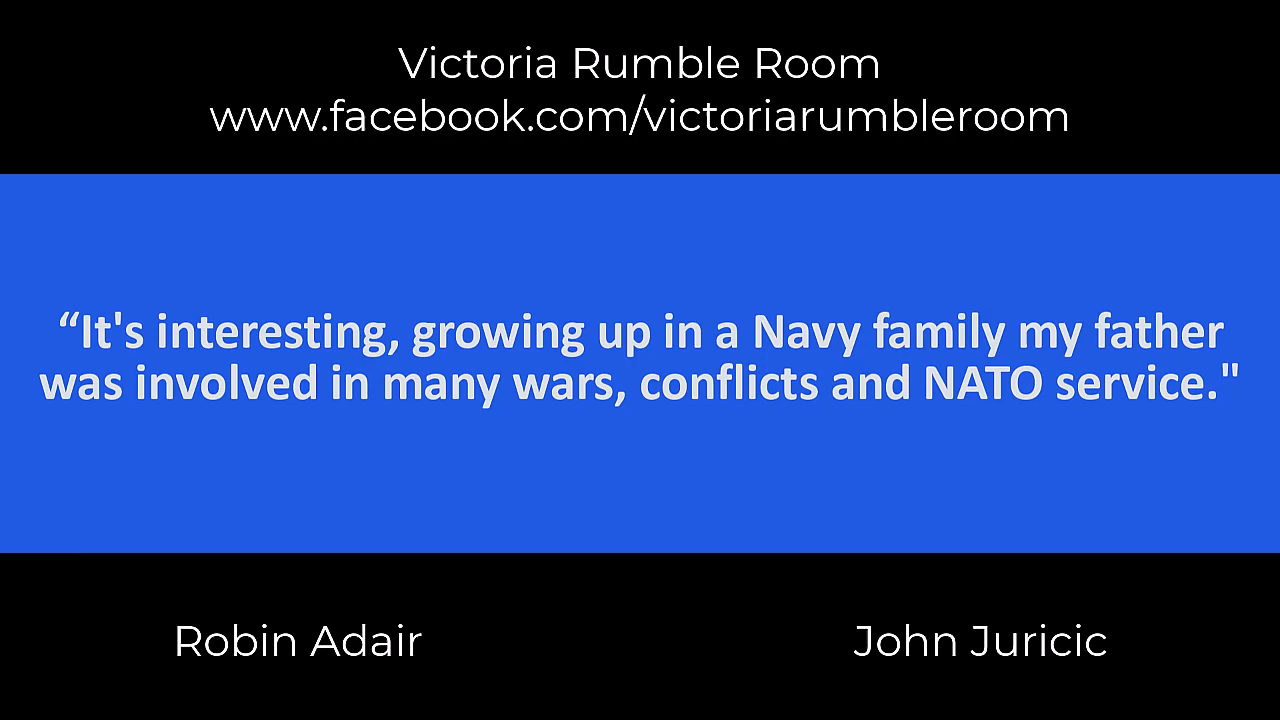 Victoria Rumble Room
www.facebook.com/victoriarumbleroom
“It's interesting, growing up in a Navy family my father
was involved in many wars, conflicts and NATO service."
Robin Adair
John Juricic